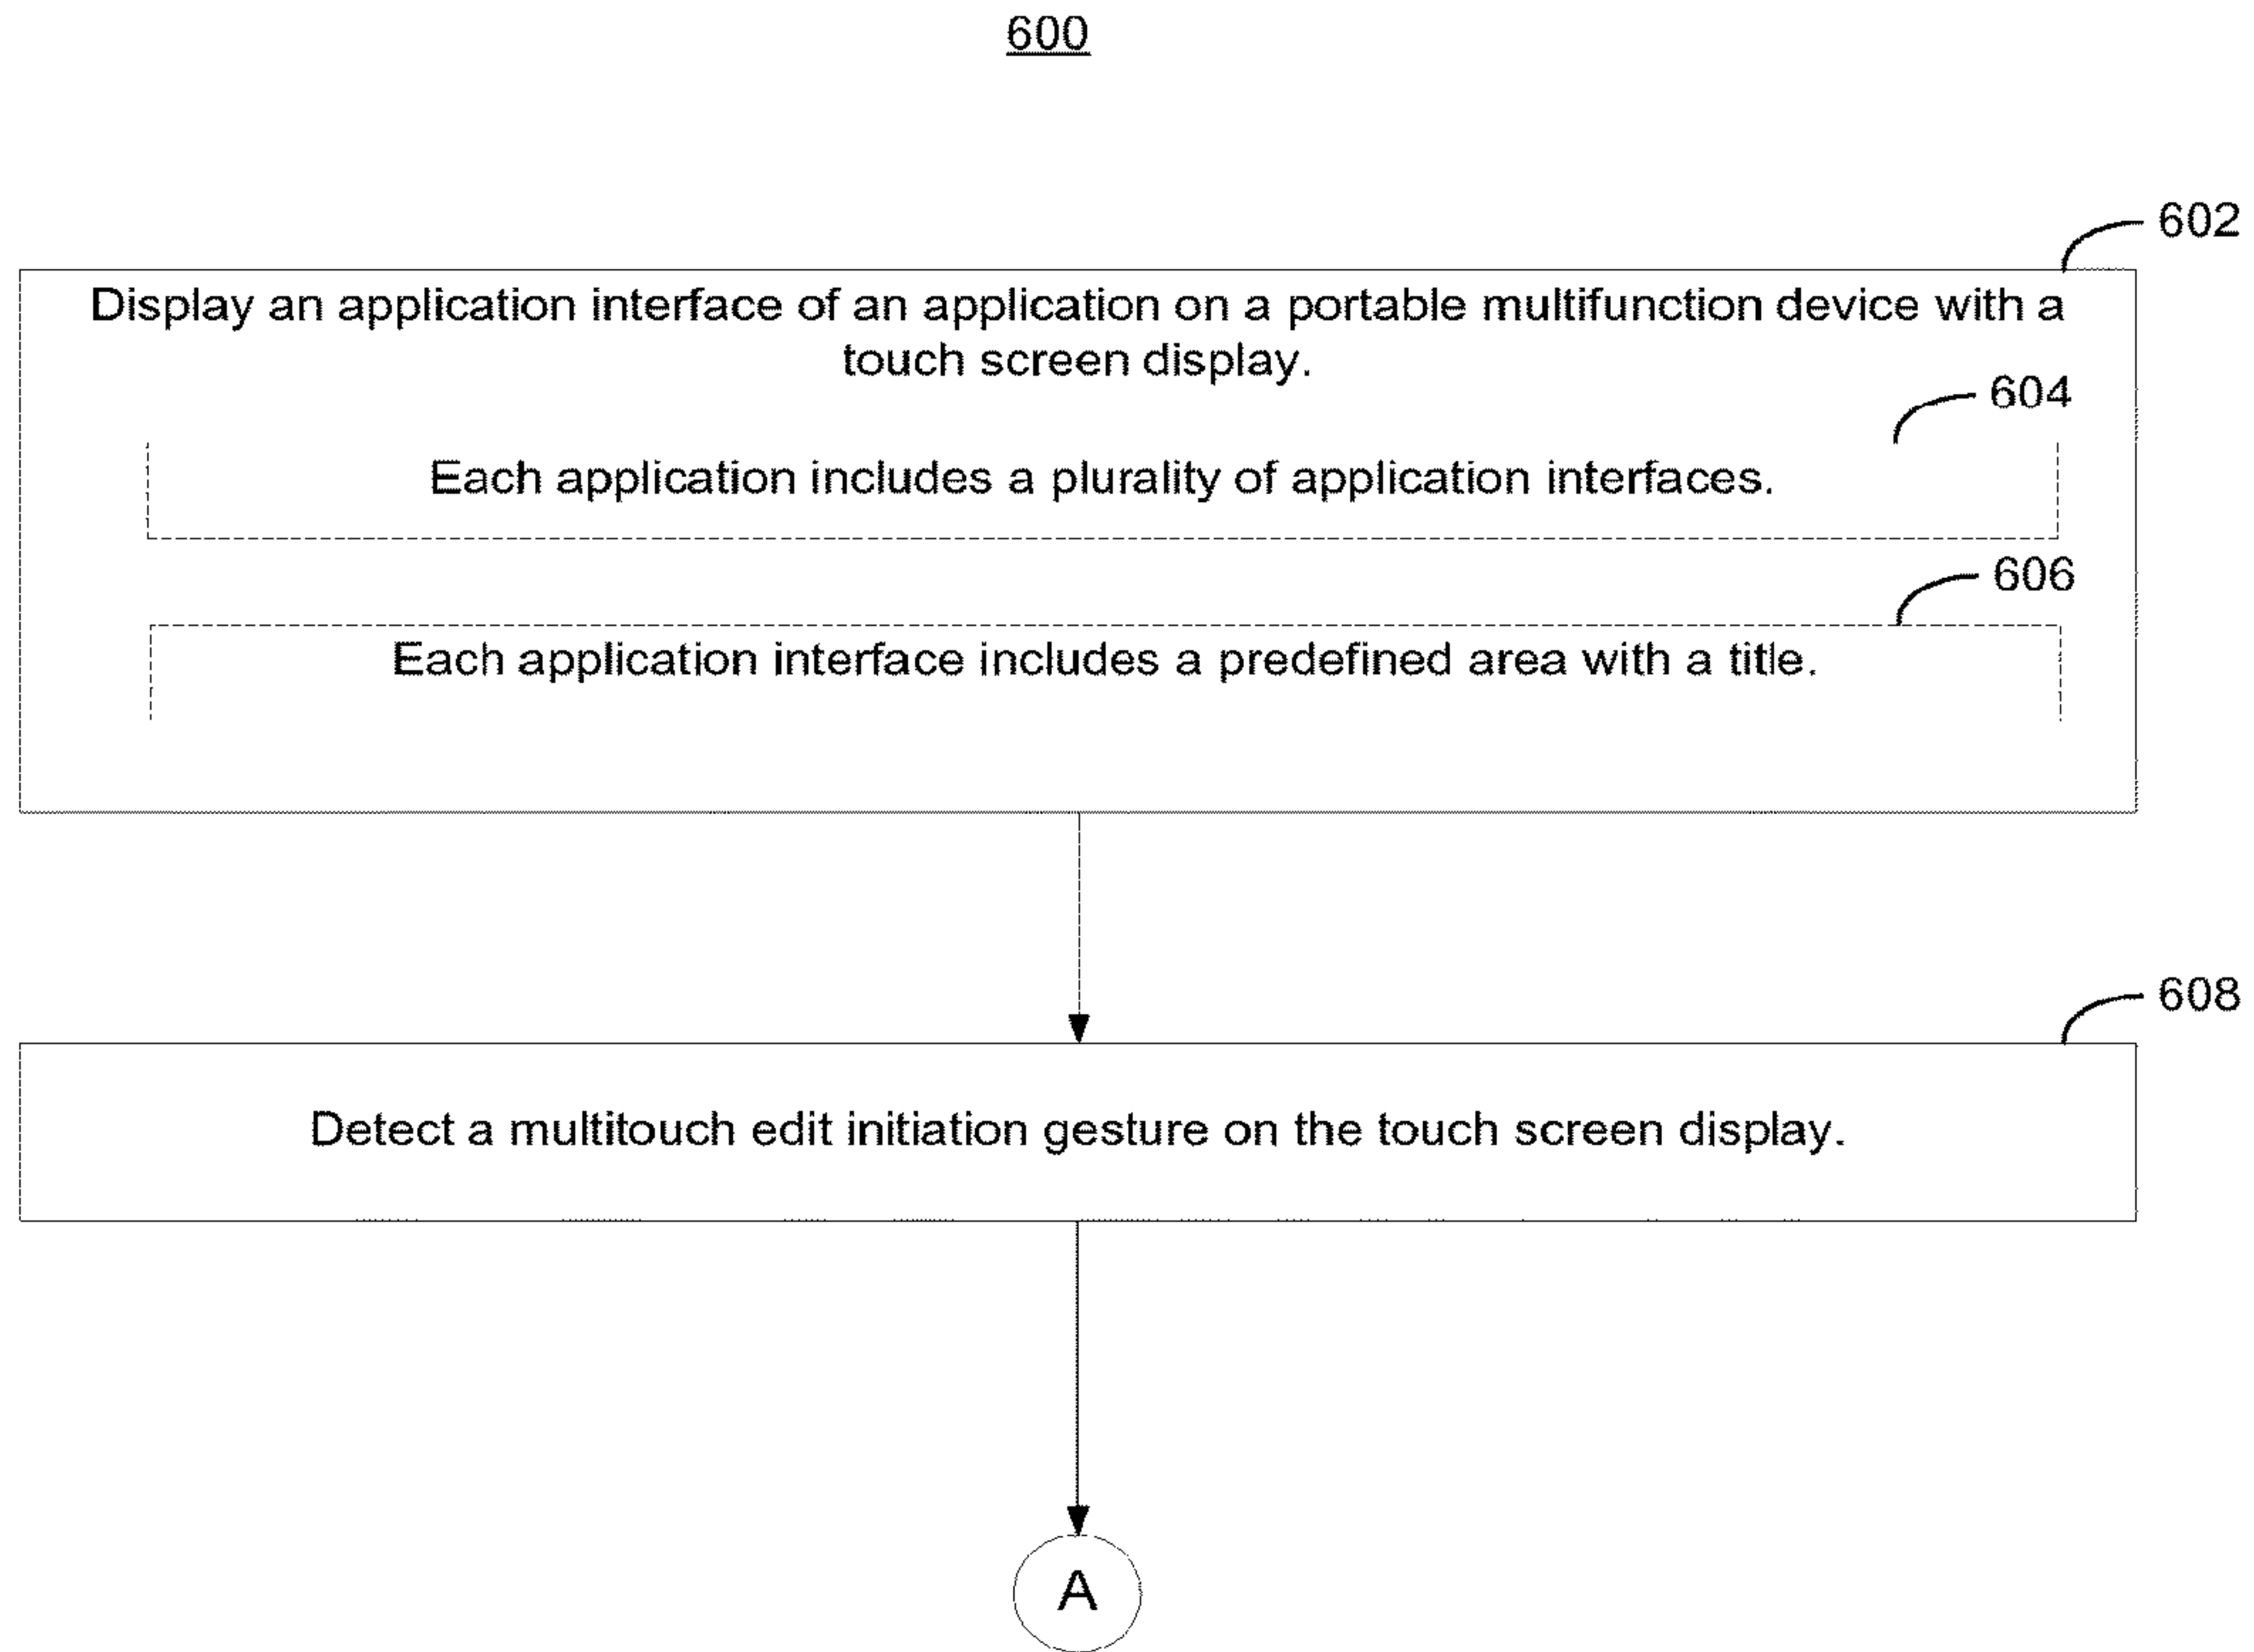 600
602
Display an application interface of an application on a portable multifunction device with a
touch screen display.
604
Each application includes a plurality of application interfaces.
606
Each application interface includes a predefined area with a title.
608
Detect a multitouch edit initiation gesture on the touch screen display.
A